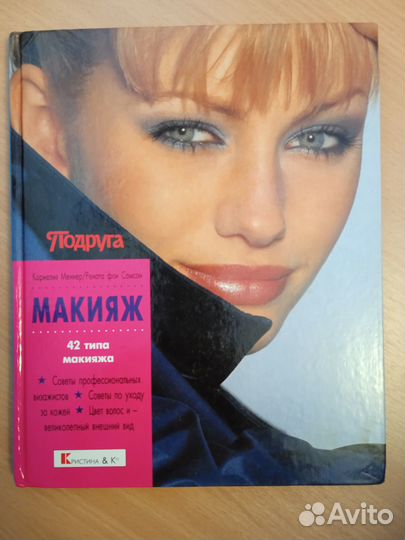 Подруга
Корнелия Меннер/Рената фон Самсон
МАКИЯЖ
42 типа
макияжа
★ Советы профессиональных
визажистов ★ Советы по уходу
за кожей ★ Цвет волос и –
великолепный внешний вид
КРИСТИНА & К°
Avito